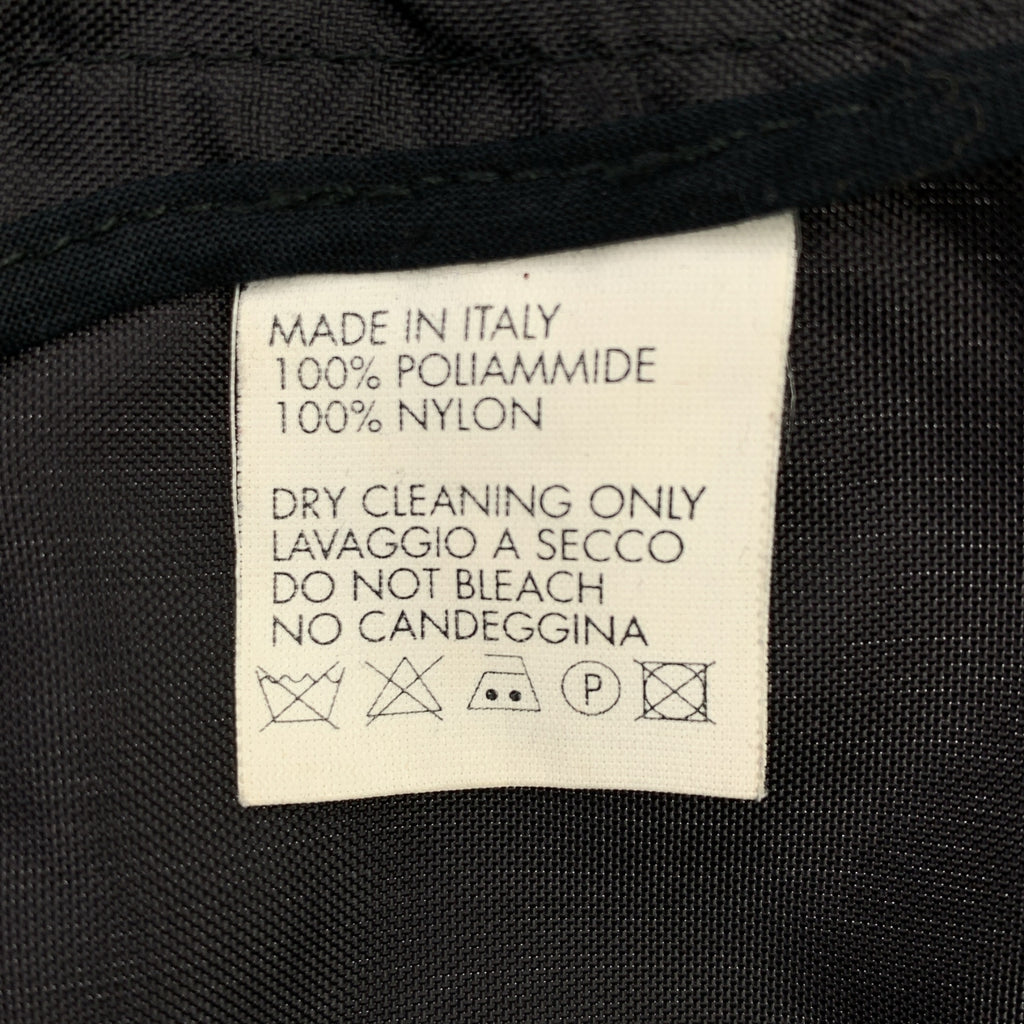 MADE IN ITALY
100% POLIAMMIDE
100% NYLON
DRY CLEANING ONLY
LAVAGGIO A SECCO
DO NOT BLEACH
NO CANDEGGINA
P